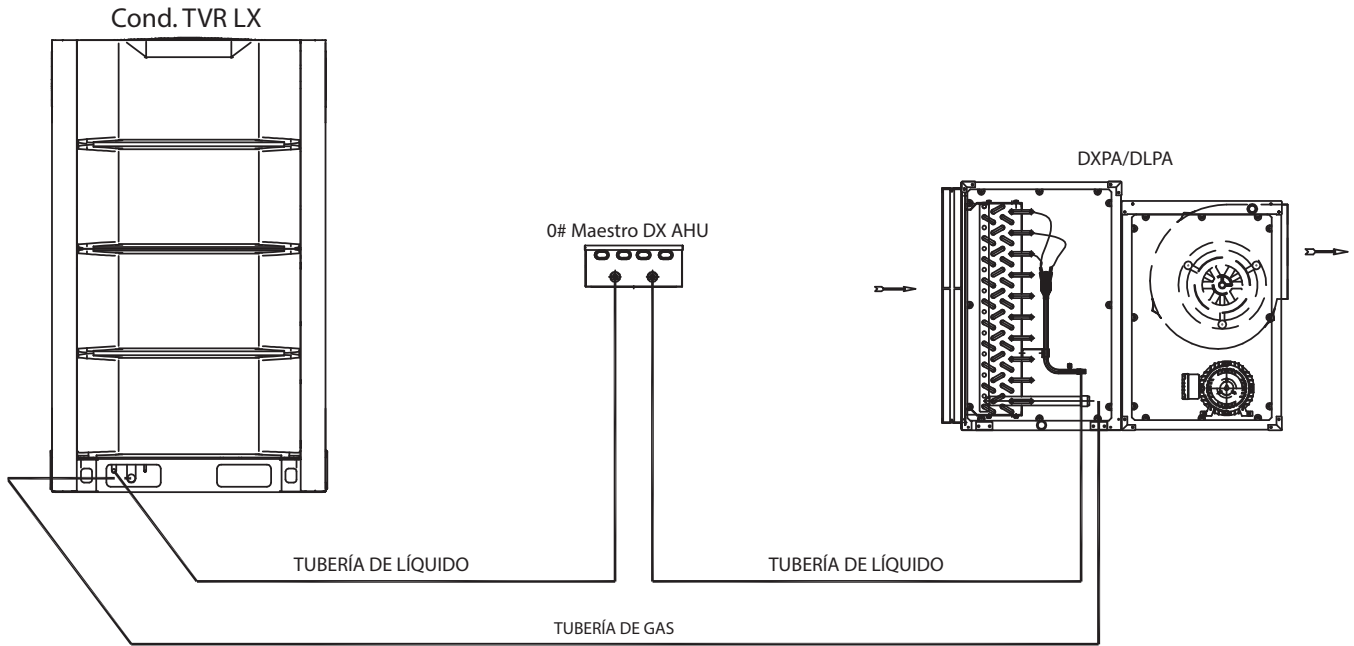 Cond. TVR LX
DXPA/DLPA
0# Maestro DX AHU
TUBERÍA DE LÍQUIDO
TUBERÍA DE LÍQUIDO
TUBERÍA DE GAS